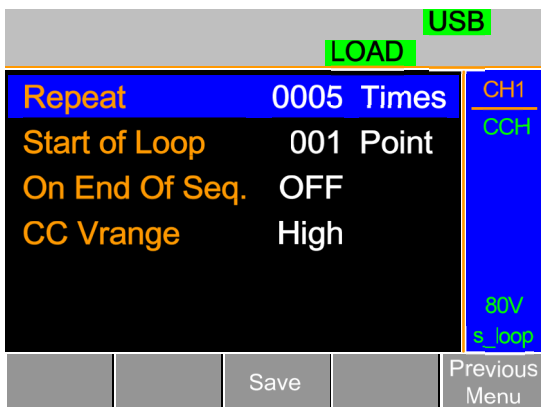 USB
LOAD
Repeat 0005 Times
Start of Loop 001 Point
On End Of Seq. OFF
CC Vrange High
CH1
CCH
80V
s_loop
Save
Previous
Menu